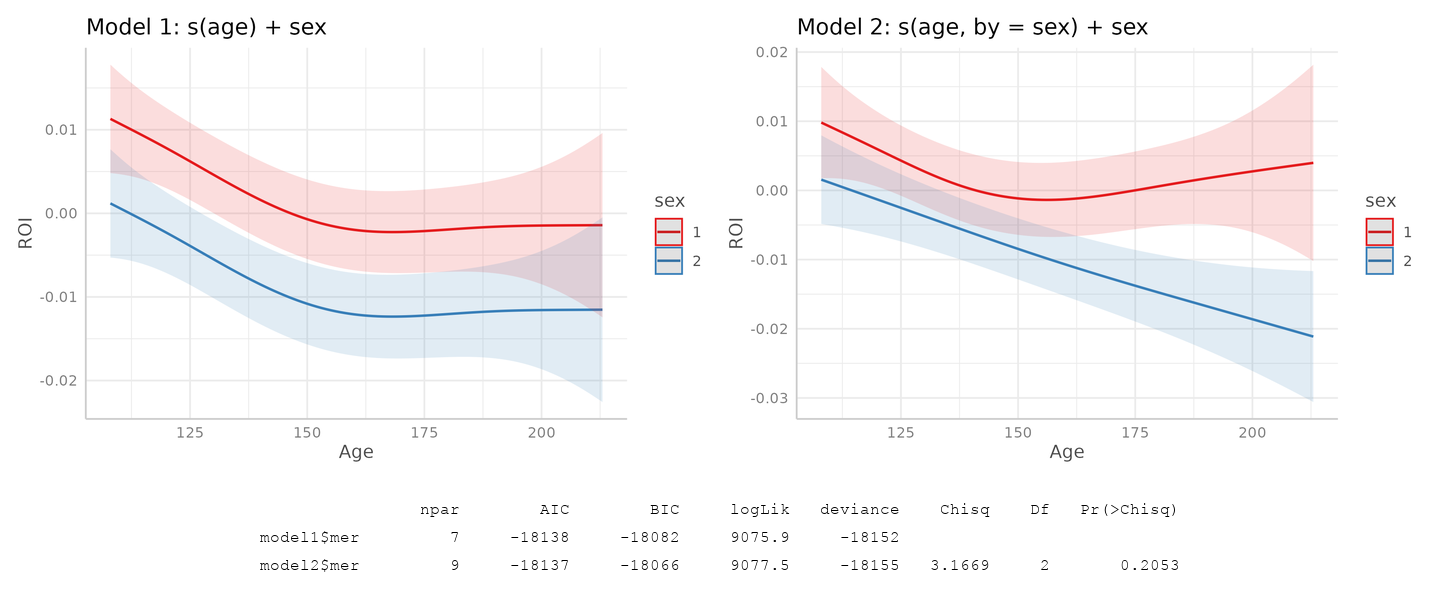 Model 1: s(age) + sex
0.01
0.00
-0.01
-0.02
ROI
125 150 175 200
Age
sex
1
2
Model 2: s(age, by = sex) + sex
0.02
0.01
0.00
-0.01
-0.02
-0.03
ROI
125 150 175 200
Age
sex
1
2
npar AIC BIC logLik deviance Chisq Df Pr(>Chisq)
model1$mer 7 -18138 -18082 9075.9 -18152
model2$mer 9 -18137 -18066 9077.5 -18155 3.1669 2 0.2053